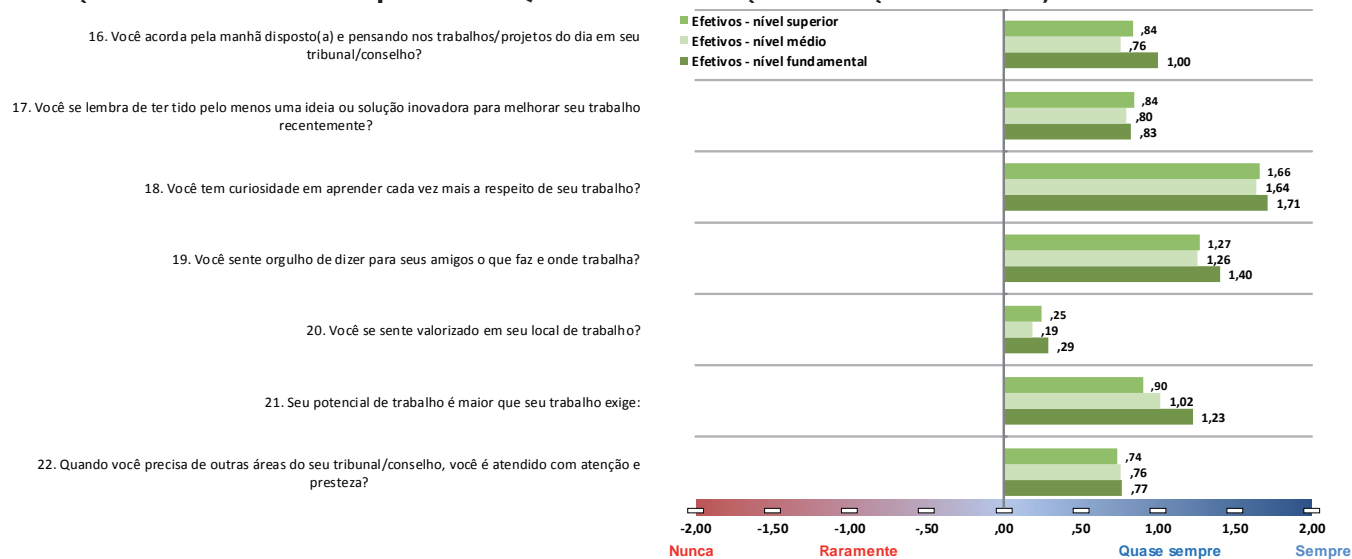 Efetivos - nível superior
Efetivos - nível médio
Efetivos - nível fundamental
16. Você acorda pela manhã disposto(a) e pensando nos trabalhos/projetos do dia em seu
tribunal/conselho?
,84
,76
1,00
17. Você se lembra de ter tido pelo menos uma ideia ou solução inovadora para melhorar seu trabalho
recentemente?
,84
,80
,83
18. Você tem curiosidade em aprender cada vez mais a respeito de seu trabalho?
1,66
1,64
1,71
19. Você sente orgulho de dizer para seus amigos o que faz e onde trabalha?
1,27
1,26
1,40
20. Você se sente valorizado em seu local de trabalho?
,25
,19
,29
21. Seu potencial de trabalho é maior que seu trabalho exige:
,90
1,02
1,23
22. Quando você precisa de outras áreas do seu tribunal/conselho, você é atendido com atenção e
presteza?
,74
,76
,77
-2,00 -1,50 -1,00 -,50 ,00 ,50 1,00 1,50 2,00
Nunca Raramente Quase sempre Sempre